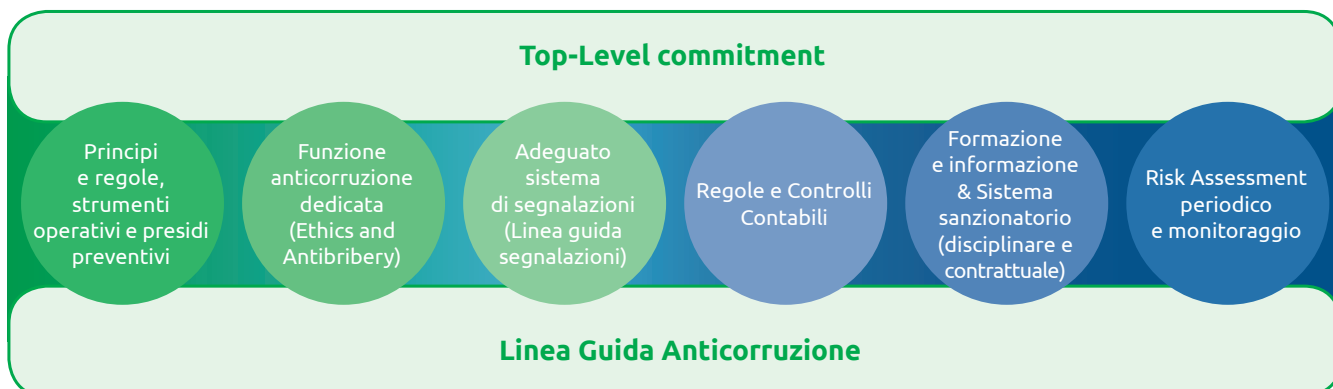 Top-Level commitment
Principi
e regole,
strumenti
operativi e presidi
preventivi
Funzione
anticorruzione
dedicata
(Ethics and
Antibribery)
Adeguato
sistema
di segnalazioni
(Linea guida
segnalazioni)
Regole e Controlli
Contabili
Formazione
e informazione
& Sistema
sanzionatorio
(disciplinare e
contrattuale)
Risk Assessment
periodico
e monitoraggio
Linea Guida Anticorruzione